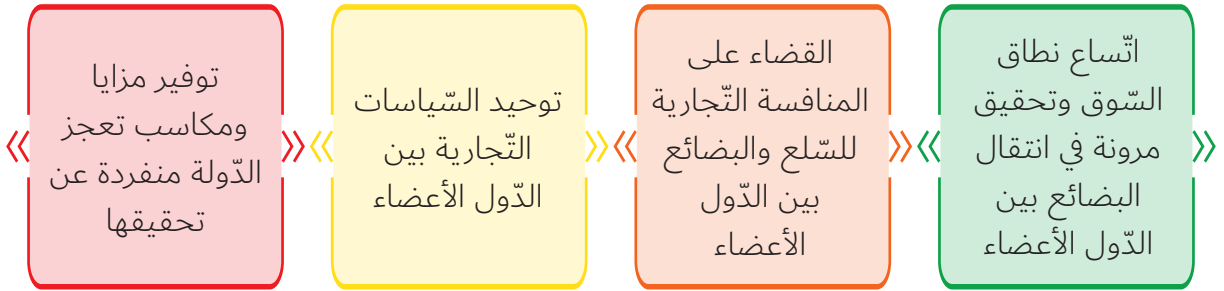 اتّساع نطاق
السّوق وتحقيق
مرونة في انتقال
البضائع بين
الدّول الأعضاء
القضاء على
المنافسة التّجارية
للسّلع والبضائع
بين الدّول
الأعضاء
توحيد السّياسات
التّجارية بين
الدّول الأعضاء
توفير مزايا
ومكاسب تعجز
الدّولة منفردة عن
تحقيقها